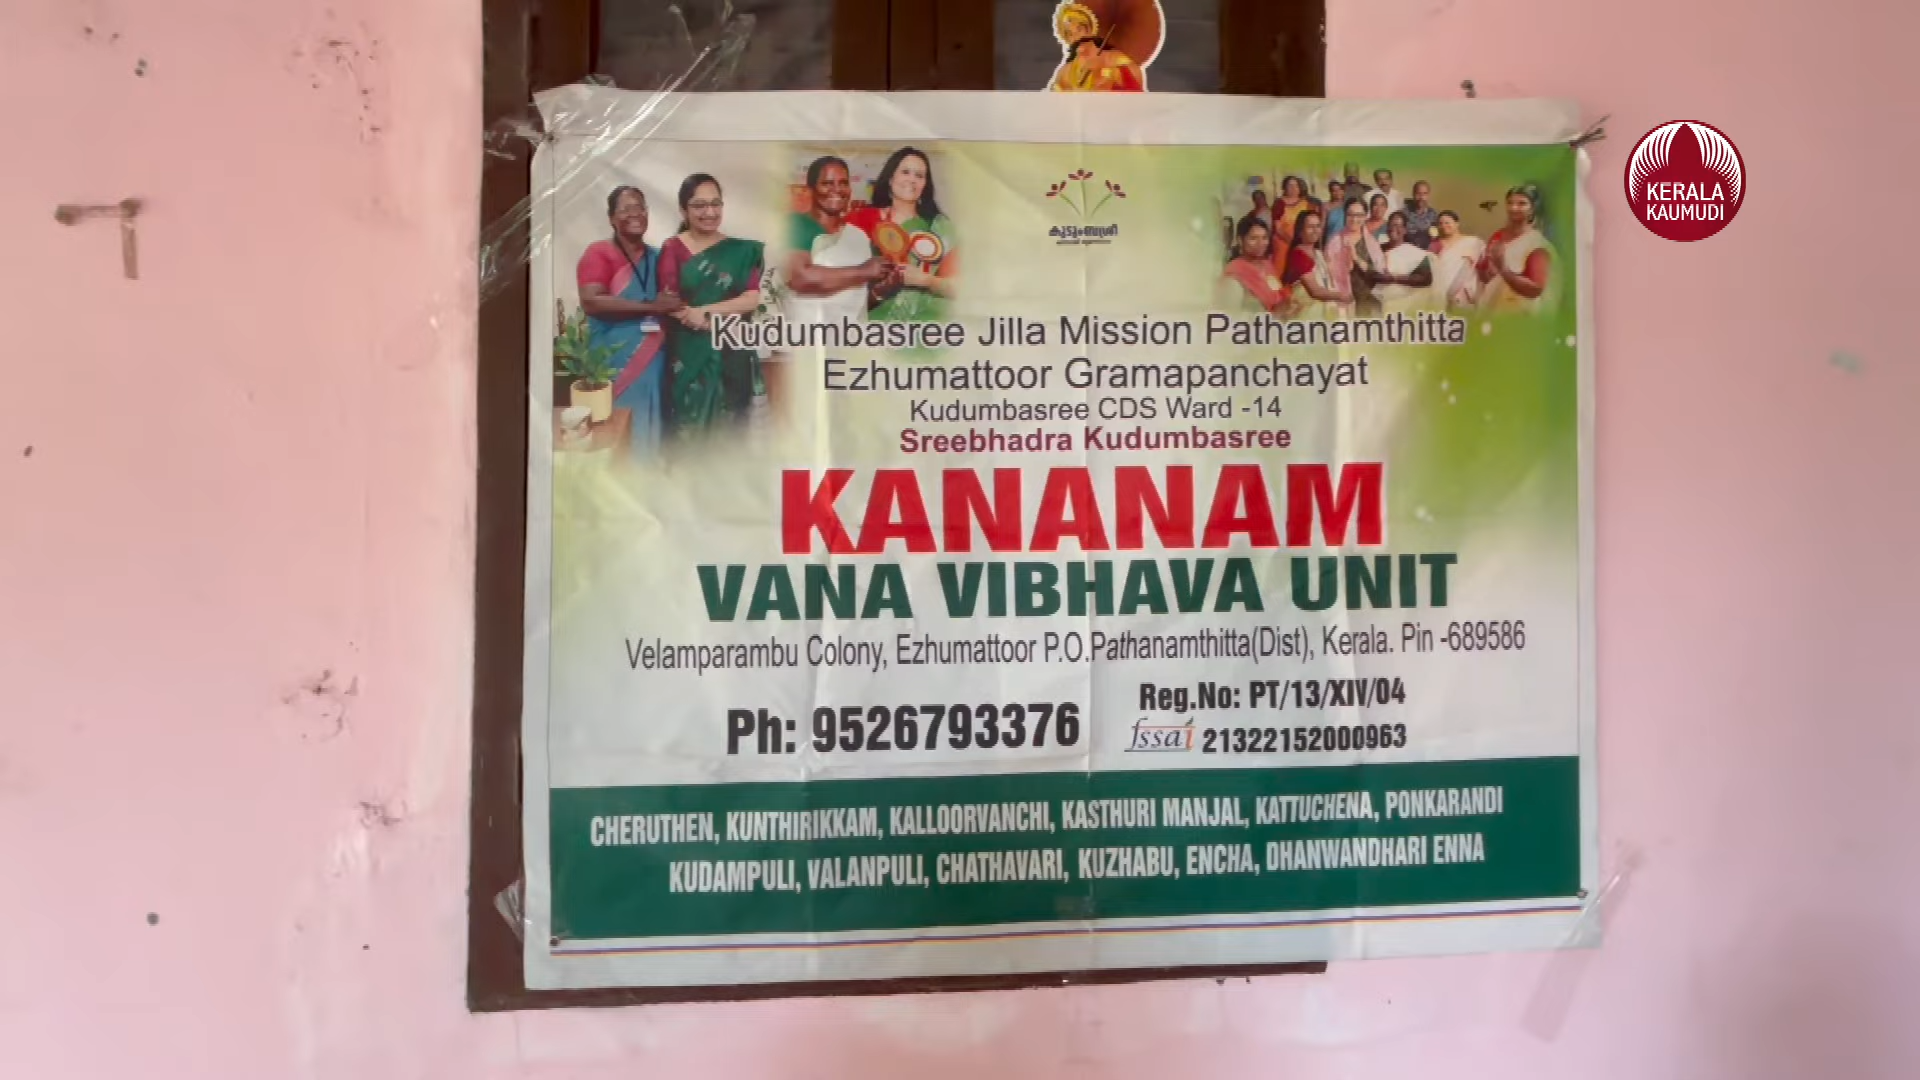 KERALA
KAUMUDI
കുടുംബശ്രീ
Kudumbasree Jilla Mission Pathanamthitta
Ezhumattoor Gramapanchayat
Kudumbasree CDS Ward -14
Sreebhadra Kudumbasree
KANANAM
VANA VIBHAVA UNIT
Velamparambu Colony, Ezhumattoor P.O.Pathanamthitta(Dist), Kerala. Pin -689586
Ph: 9526793376
Reg.No: PT/13/XIV/04
fssai 21322152000963
CHERUTHEN, KUNTHIRIKKAM, KALLOORVANCHI, KASTHURI MANJAL, KATTUCHENA, PONKARANDI
KUDAMPULI, VALANPULI, CHATHAVARI, KUZHABU, ENCHA, DHANWANDHARI ENNA